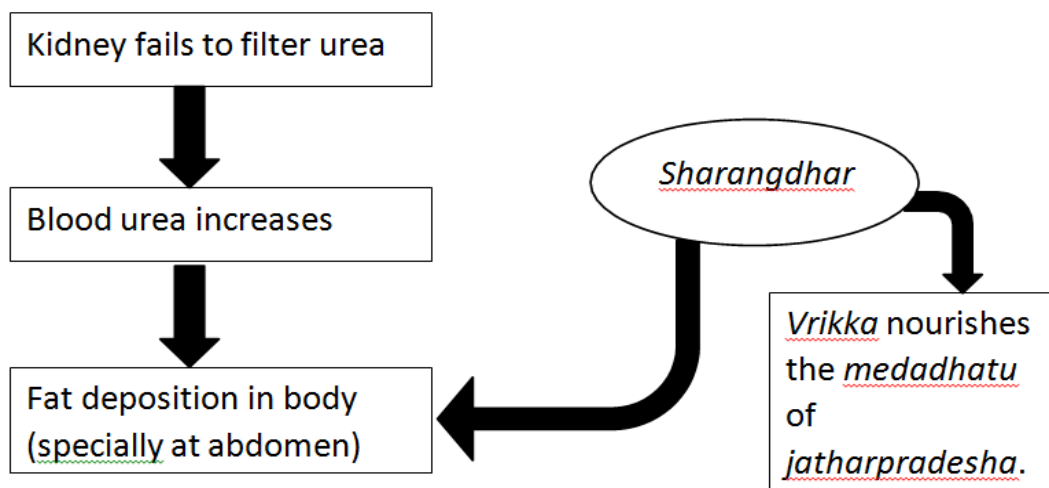 Kidney fails to filter urea
Blood urea increases
Fat deposition in body
(specially at abdomen)
Sharangdhar
Vrikka nourishes
the medadhatu
of
jatharpradesha.